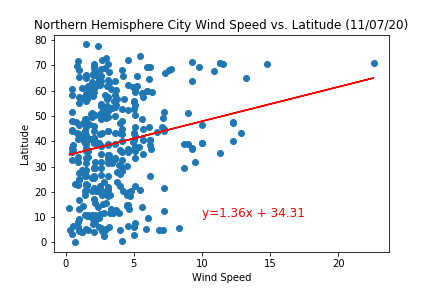 Northern Hemisphere City Wind Speed vs. Latitude (11/07/20)
80
70
60
50
40
30
20
10
0
Latitude
y=1.36x + 34.31
0 5 10 15 20
Wind Speed